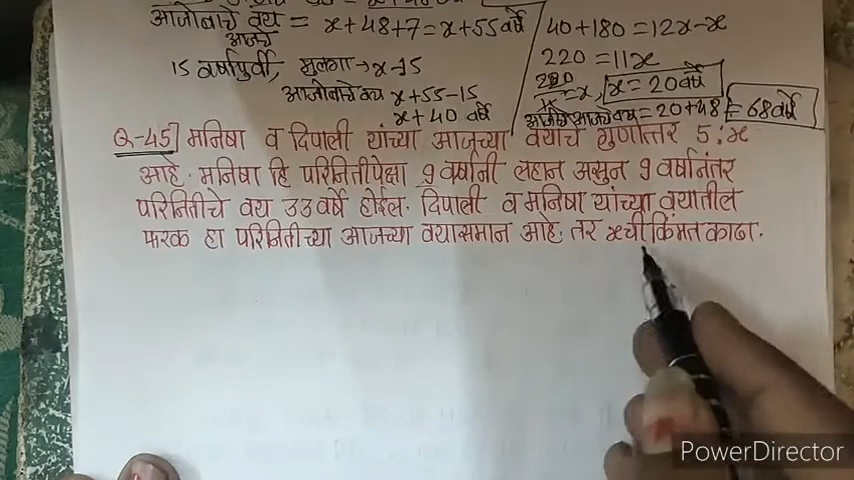 आजोबाचे वय = x+48+7 = x+55 वर्षे
आजचे
15 वर्षापुर्वी, मुलगा → x-15
आजोबाचे वय x+55-15
x+40 वर्षे
40+180 = 12x-x
220 = 11x
=x, x = 20 वर्षे
आजचे वय = 20+48 = 68 वर्षे
Q-45] मनिषा व दिपाली यांच्या आजच्या वयाचे गुणोत्तर 5:x
आहे. मनिषा हि परिनितीपेक्षा 9 वर्षांनी लहान असुन 9 वर्षानंतर
परिनितीचे वय 33 वर्षे होईल. दिपाली व मनिषा यांच्या वयातील
फरक हा परिनितीच्या आजच्या वयासमान आहे. तर x ची किंमत काढा.
PowerDirector